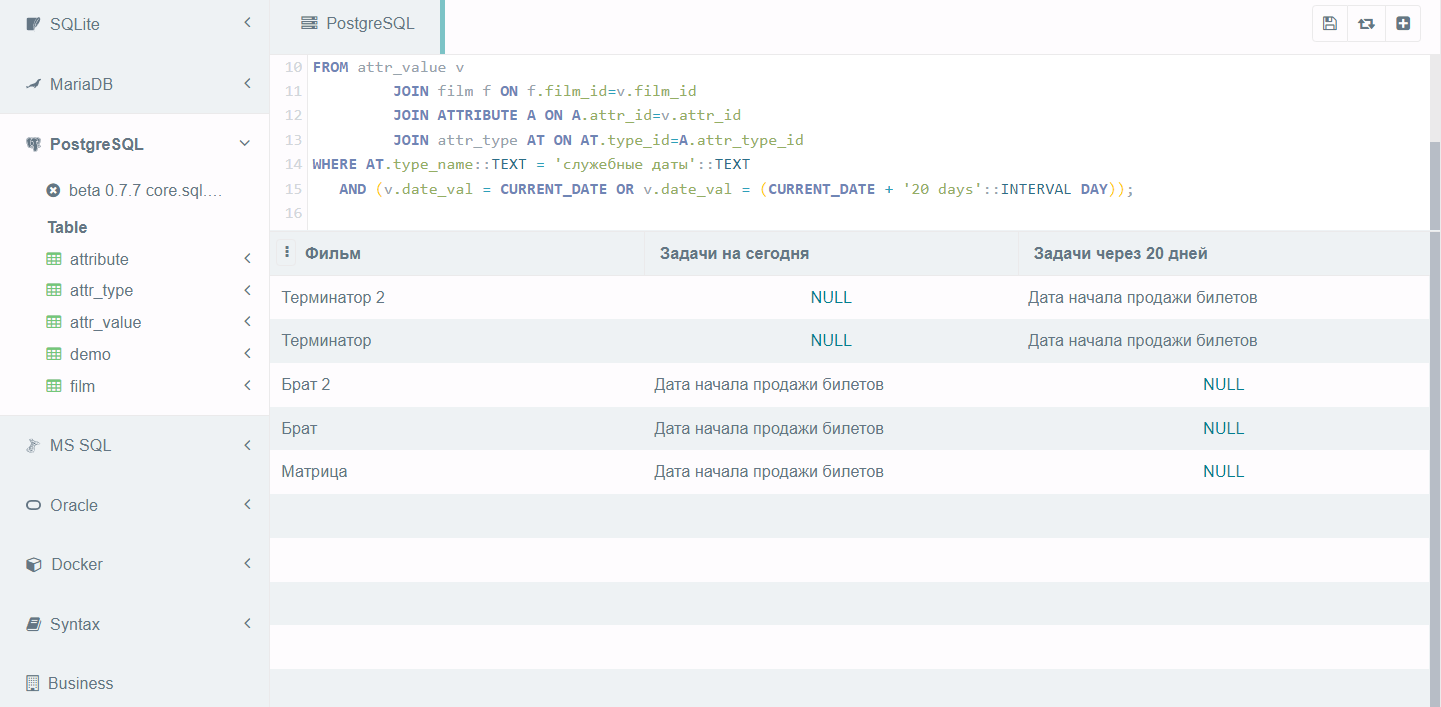 SQLite
MariaDB
PostgreSQL
beta 0.7.7 core.sql....
Table
attribute
attr_type
attr_value
demo
film
MS SQL
Oracle
Docker
Syntax
Business
PostgreSQL
10 FROM attr_value v
11 JOIN film f ON f.film_id=v.film_id
12 JOIN ATTRIBUTE A ON A.attr_id=v.attr_id
13 JOIN attr_type AT ON AT.type_id=A.attr_type_id
14 WHERE AT.type_name::TEXT = 'служебные даты'::TEXT
15 AND (v.date_val = CURRENT_DATE OR v.date_val = (CURRENT_DATE + '20 days'::INTERVAL DAY));
16
Фильм Задачи на сегодня Задачи через 20 дней
Терминатор 2 NULL Дата начала продажи билетов
Терминатор NULL Дата начала продажи билетов
Брат 2 Дата начала продажи билетов NULL
Брат Дата начала продажи билетов NULL
Матрица Дата начала продажи билетов NULL